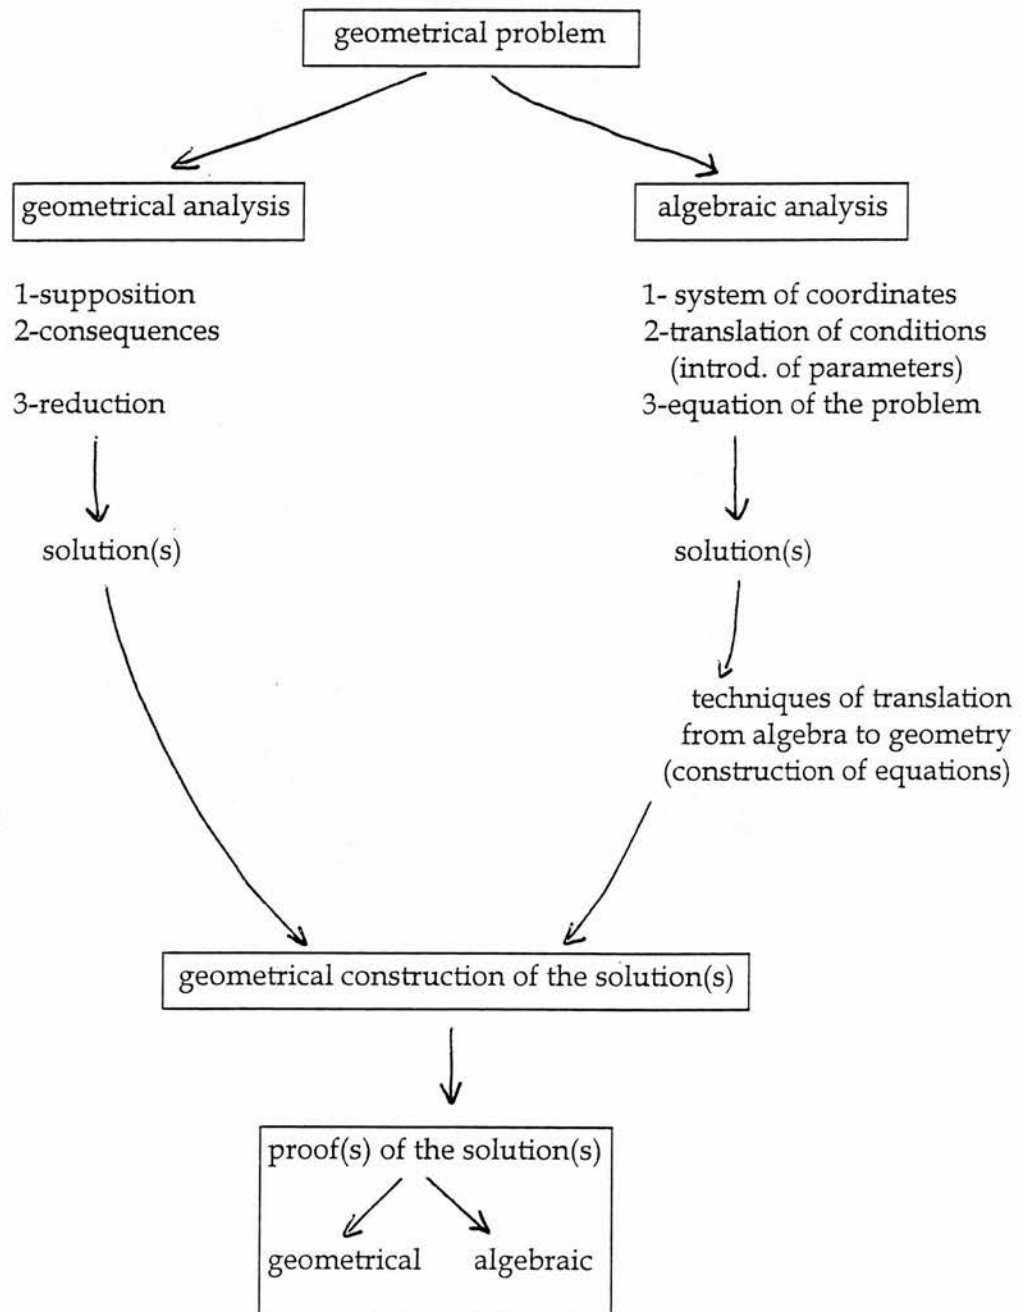 geometrical problem
geometrical analysis
1-supposition
2-consequences
3-reduction
solution(s)
algebraic analysis
1- system of coordinates
2-translation of conditions
(introd. of parameters)
3-equation of the problem
solution(s)
techniques of translation
from algebra to geometry
(construction of equations)
geometrical construction of the solution(s)
proof(s) of the solution(s)
geometrical algebraic